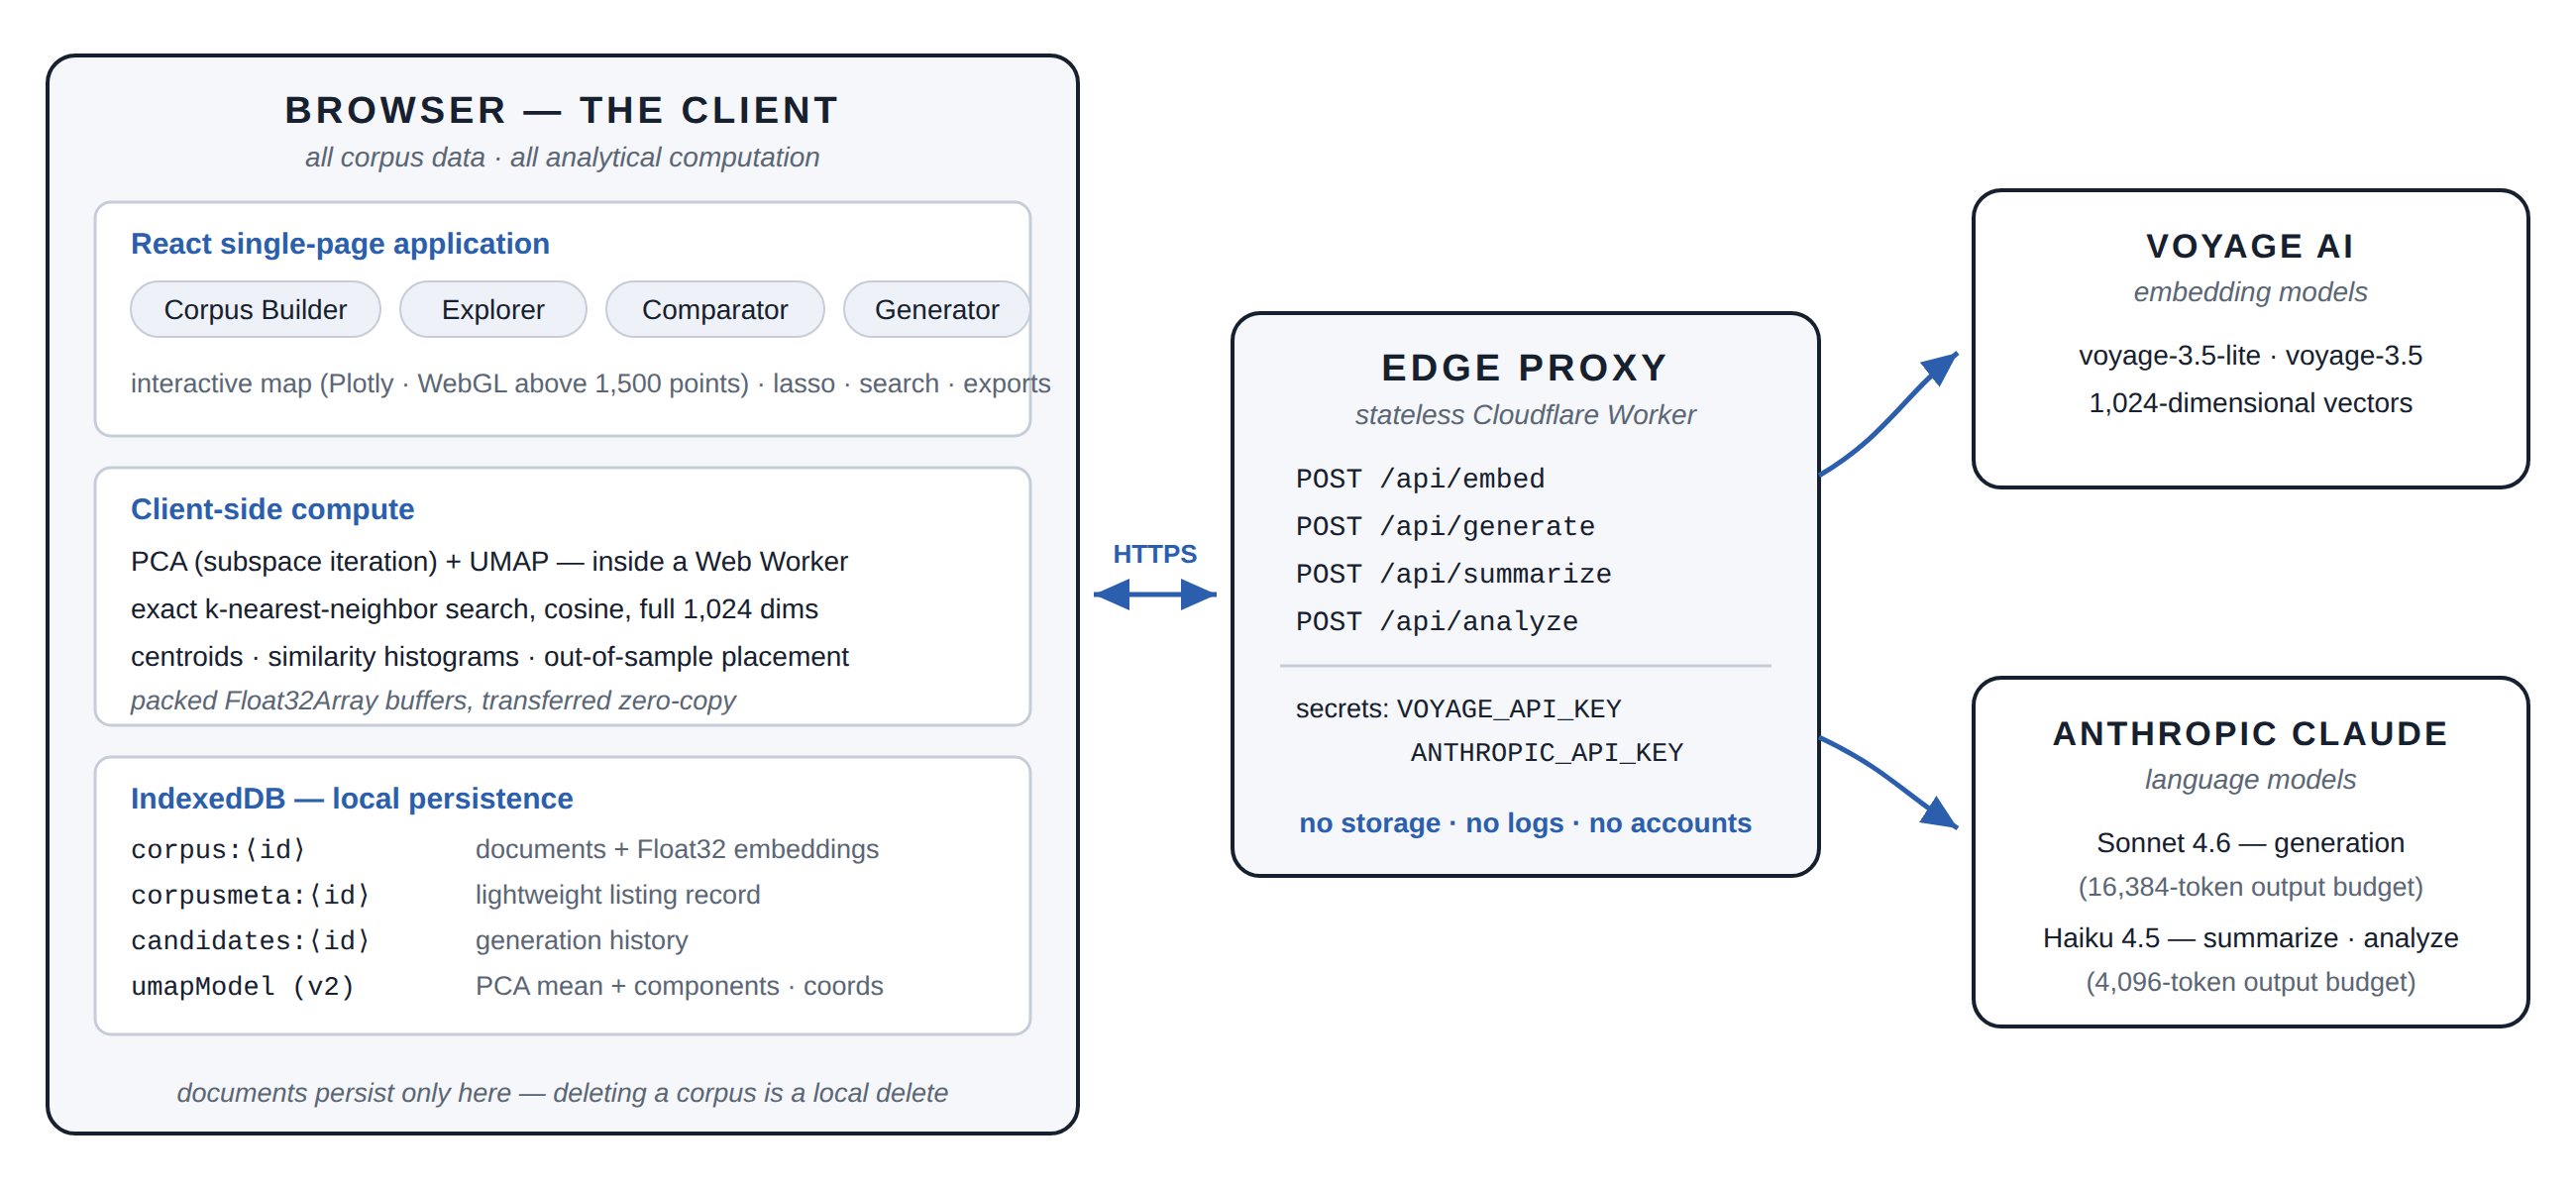 BROWSER — THE CLIENT
all corpus data · all analytical computation
React single-page application
Corpus Builder
Explorer
Comparator
Generator
interactive map (Plotly · WebGL above 1,500 points) · lasso · search · exports
Client-side compute
PCA (subspace iteration) + UMAP — inside a Web Worker
exact k-nearest-neighbor search, cosine, full 1,024 dims
centroids · similarity histograms · out-of-sample placement
packed Float32Array buffers, transferred zero-copy
IndexedDB — local persistence
corpus:⟨id⟩ documents + Float32 embeddings
corpusmeta:⟨id⟩ lightweight listing record
candidates:⟨id⟩ generation history
umapModel (v2) PCA mean + components · coords
documents persist only here — deleting a corpus is a local delete
HTTPS
EDGE PROXY
stateless Cloudflare Worker
POST /api/embed
POST /api/generate
POST /api/summarize
POST /api/analyze
secrets: VOYAGE_API_KEY
ANTHROPIC_API_KEY
no storage · no logs · no accounts
VOYAGE AI
embedding models
voyage-3.5-lite · voyage-3.5
1,024-dimensional vectors
ANTHROPIC CLAUDE
language models
Sonnet 4.6 — generation
(16,384-token output budget)
Haiku 4.5 — summarize · analyze
(4,096-token output budget)